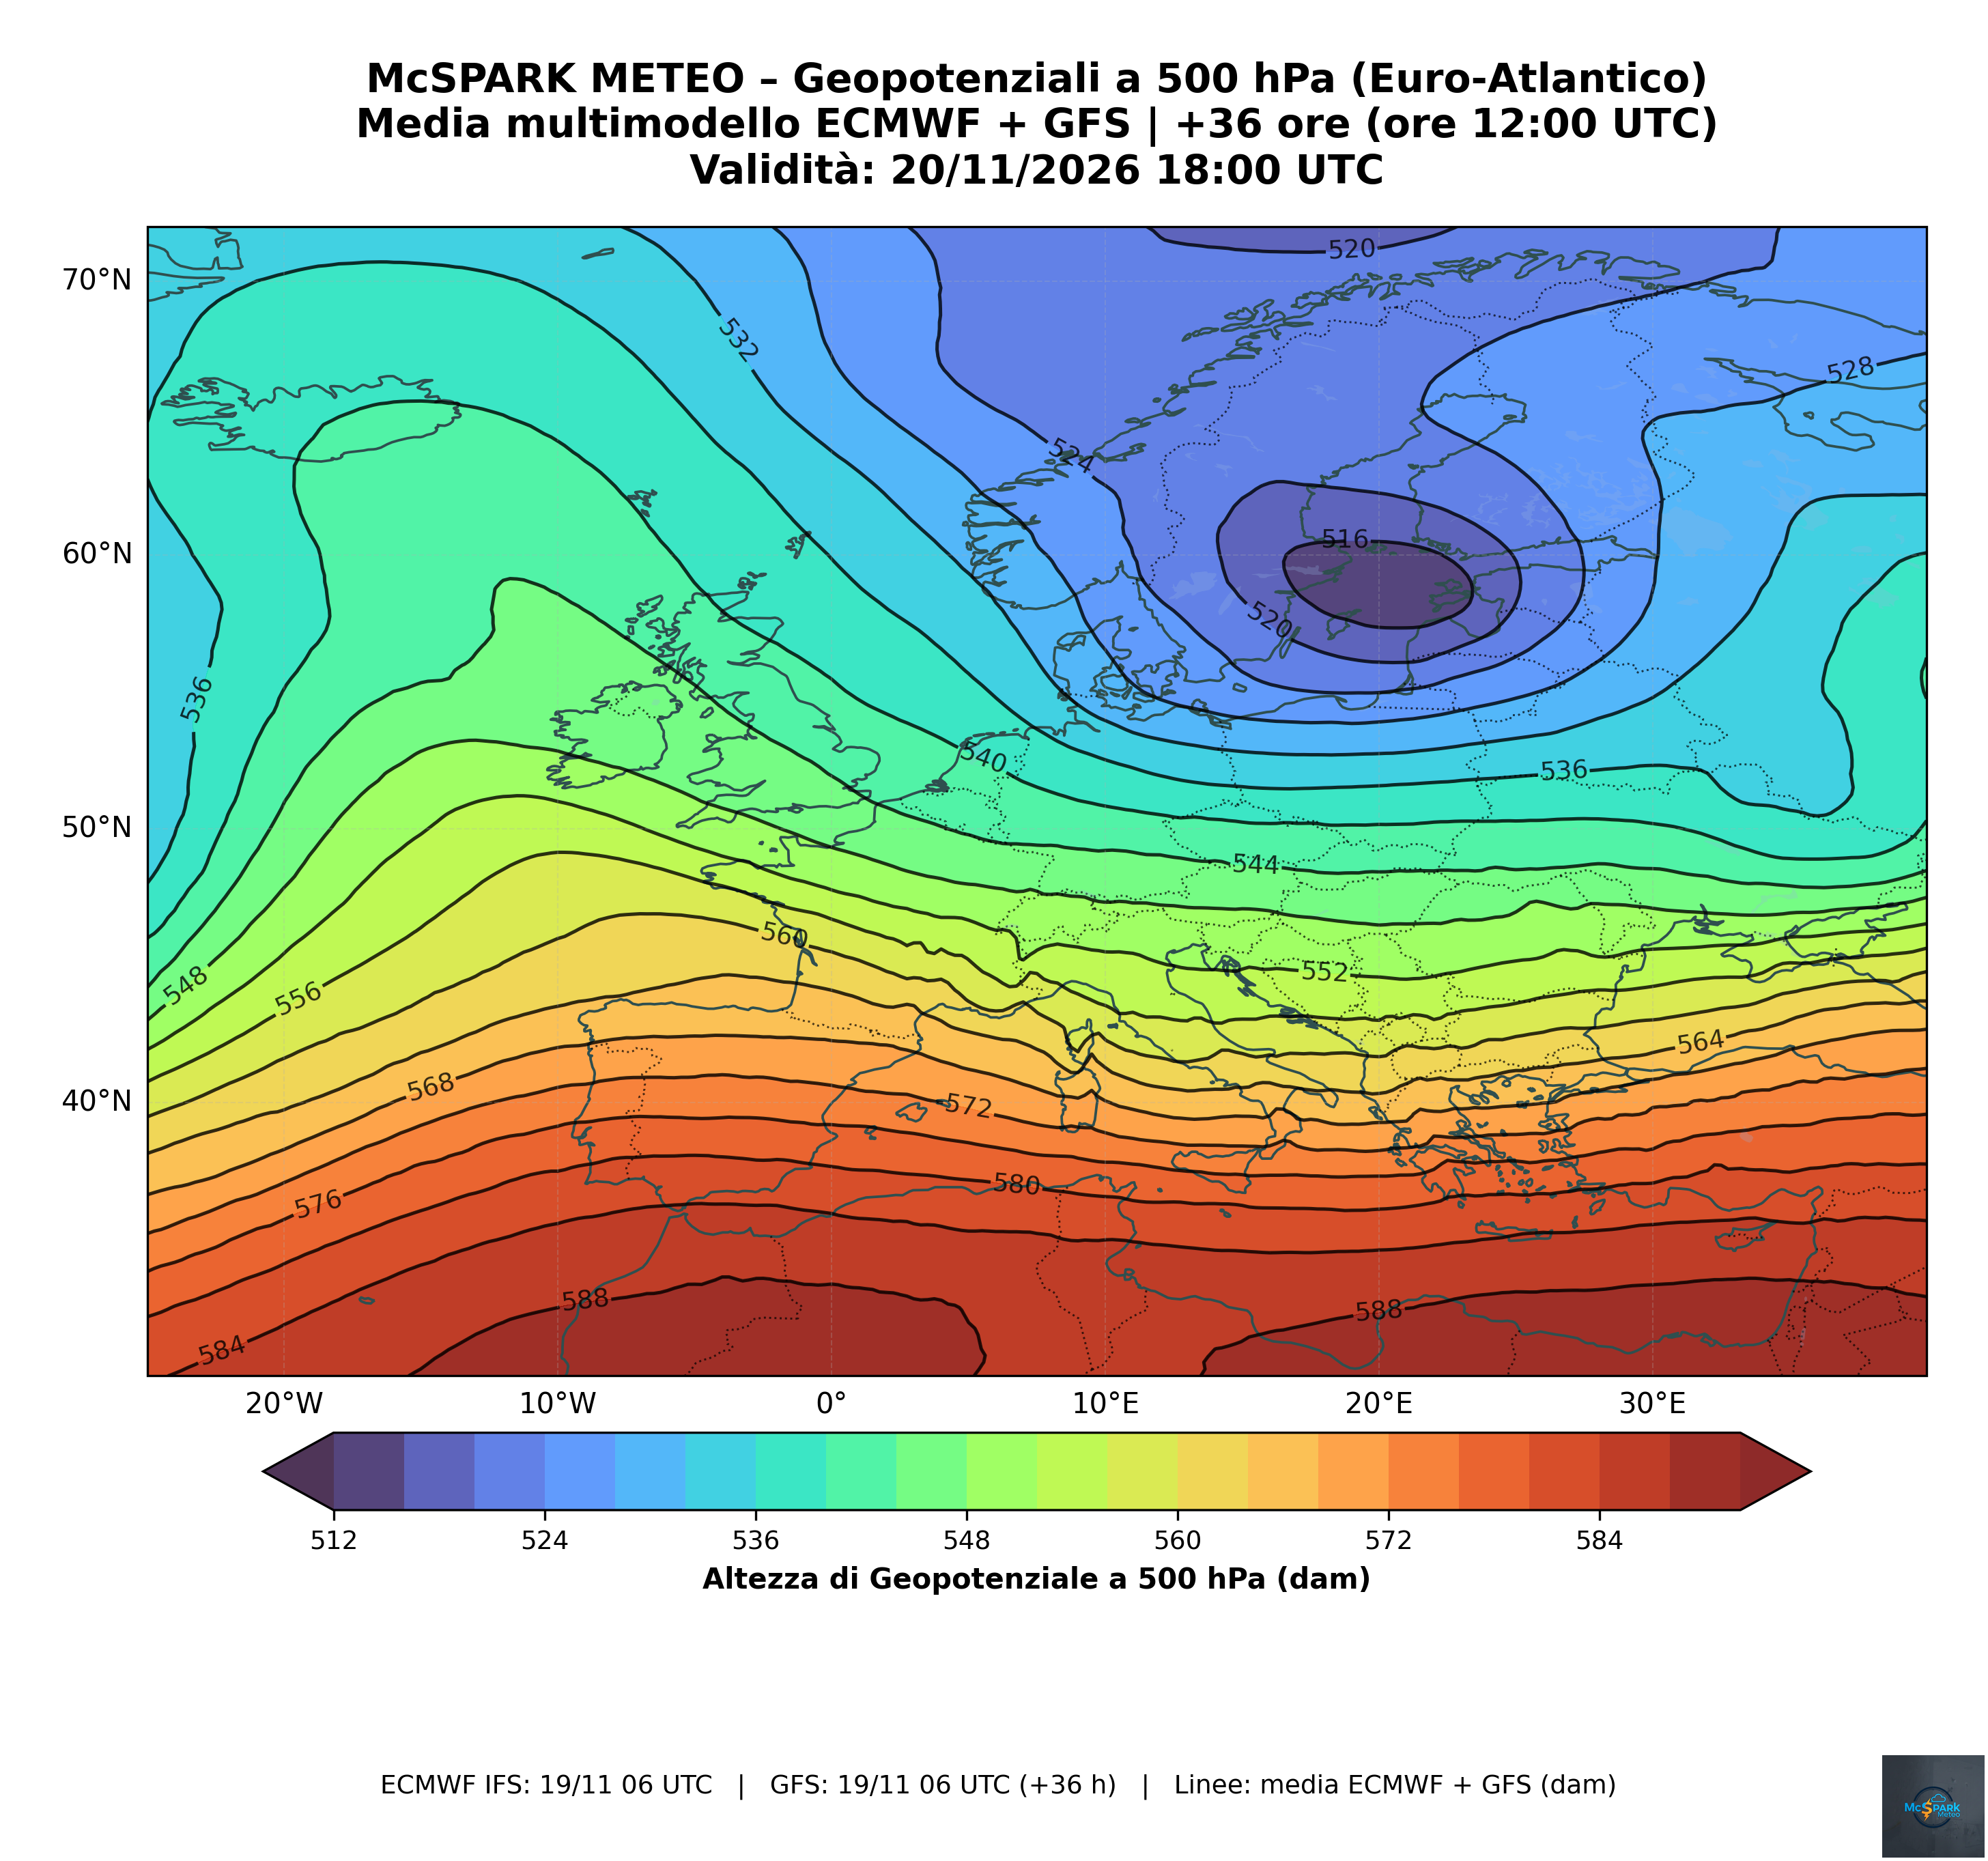 McSPARK METEO – Geopotenziali a 500 hPa (Euro-Atlantico)
Media multimodello ECMWF + GFS | +36 ore (ore 12:00 UTC)
Validità: 20/11/2026 18:00 UTC
520
70°N
532
528
524
516
60°N
520
536
540
536
50°N
544
560
548
552
556
564
568
572
40°N
576
580
588
588
584
20°W 10°W 0° 10°E 20°E 30°E
512 524 536 548 560 572 584
Altezza di Geopotenziale a 500 hPa (dam)
ECMWF IFS: 19/11 06 UTC | GFS: 19/11 06 UTC (+36 h) | Linee: media ECMWF + GFS (dam)
McSPARK
Meteo